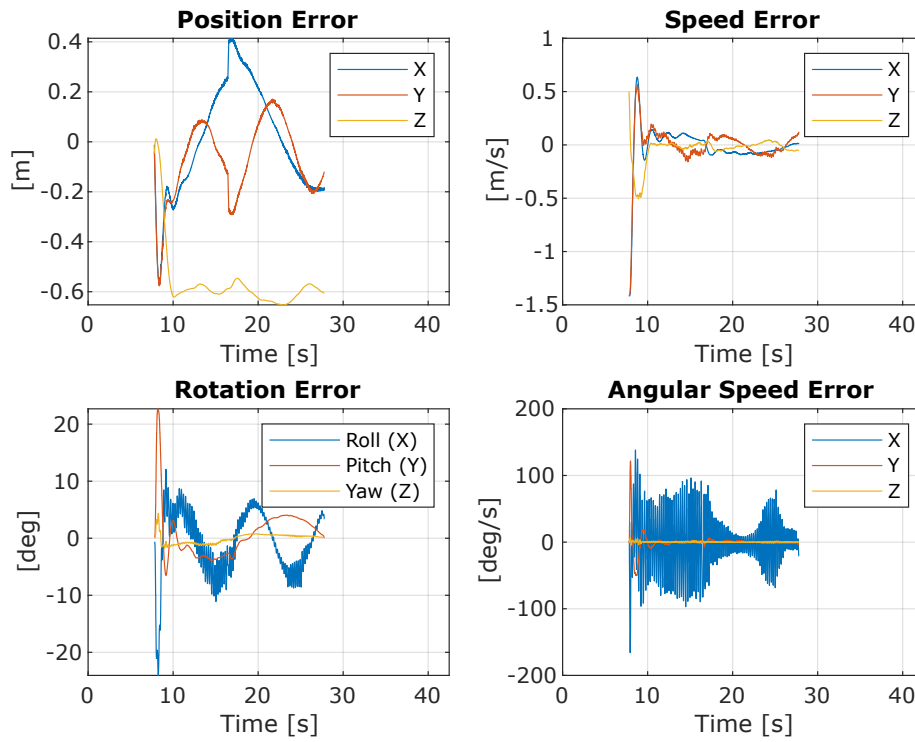 Position Error
0.4
0.2
0
-0.2
-0.4
-0.6
[m]
0
10
20
30
40
Time [s]
X
Y
Z
Speed Error
1
0.5
0
-0.5
-1
-1.5
[m/s]
0
10
20
30
40
Time [s]
X
Y
Z
Rotation Error
20
10
0
-10
-20
[deg]
0
10
20
30
40
Time [s]
Roll (X)
Pitch (Y)
Yaw (Z)
Angular Speed Error
200
100
0
-100
-200
[deg/s]
0
10
20
30
40
Time [s]
X
Y
Z